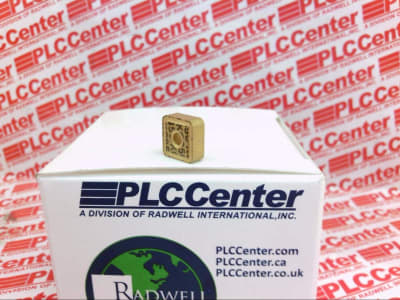 PLCCenter
A DIVISION OF RADWELL INTERNATIONAL, INC.
PLCCenter.com
PLCCenter.ca
PLCCenter.co.uk
RADWELL